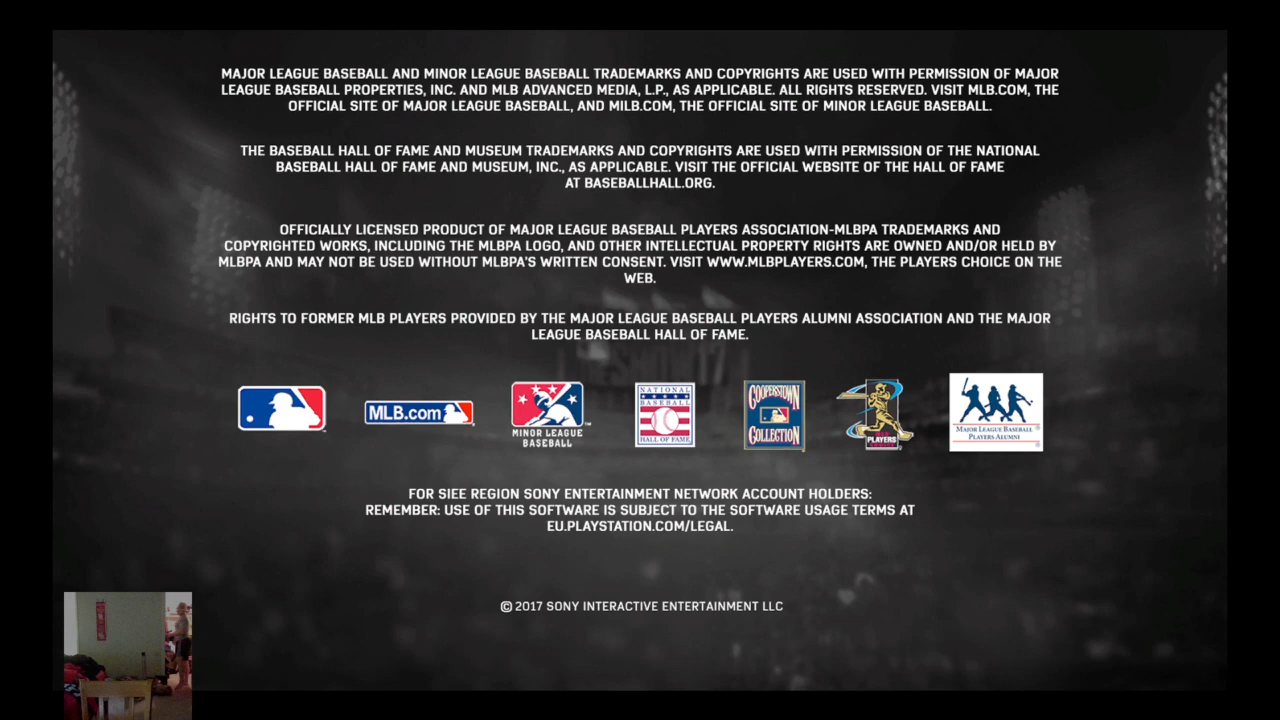 MAJOR LEAGUE BASEBALL AND MINOR LEAGUE BASEBALL TRADEMARKS AND COPYRIGHTS ARE USED WITH PERMISSION OF MAJOR
LEAGUE BASEBALL PROPERTIES, INC. AND MLB ADVANCED MEDIA, L.P., AS APPLICABLE. ALL RIGHTS RESERVED. VISIT MLB.COM, THE
OFFICIAL SITE OF MAJOR LEAGUE BASEBALL, AND MILB.COM, THE OFFICIAL SITE OF MINOR LEAGUE BASEBALL.
THE BASEBALL HALL OF FAME AND MUSEUM TRADEMARKS AND COPYRIGHTS ARE USED WITH PERMISSION OF THE NATIONAL
BASEBALL HALL OF FAME AND MUSEUM, INC., AS APPLICABLE. VISIT THE OFFICIAL WEBSITE OF THE HALL OF FAME
AT BASEBALLHALL.ORG.
OFFICIALLY LICENSED PRODUCT OF MAJOR LEAGUE BASEBALL PLAYERS ASSOCIATION-MLBPA TRADEMARKS AND
COPYRIGHTED WORKS, INCLUDING THE MLBPA LOGO, AND OTHER INTELLECTUAL PROPERTY RIGHTS ARE OWNED AND/OR HELD BY
MLBPA AND MAY NOT BE USED WITHOUT MLBPA'S WRITTEN CONSENT. VISIT WWW.MLBPLAYERS.COM, THE PLAYERS CHOICE ON THE
WEB.
RIGHTS TO FORMER MLB PLAYERS PROVIDED BY THE MAJOR LEAGUE BASEBALL PLAYERS ALUMNI ASSOCIATION AND THE MAJOR
LEAGUE BASEBALL HALL OF FAME.
MLB.com
MINOR LEAGUE
BASEBALL
NATIONAL
BASEBALL
HALL OF FAME
COOPERSTOWN
COLLECTION
PLAYERS
MAJOR LEAGUE BASEBALL
PLAYERS ALUMNI
FOR SIEE REGION SONY ENTERTAINMENT NETWORK ACCOUNT HOLDERS:
REMEMBER: USE OF THIS SOFTWARE IS SUBJECT TO THE SOFTWARE USAGE TERMS AT
EU.PLAYSTATION.COM/LEGAL.
© 2017 SONY INTERACTIVE ENTERTAINMENT LLC